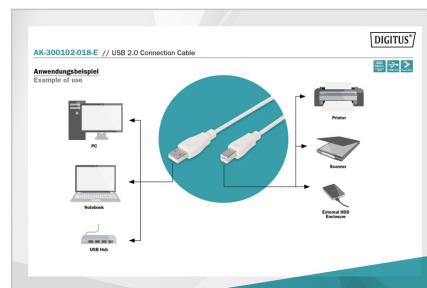 DIGITUS®
AK-300102-018-E // USB 2.0 Connection Cable
Anwendungsbeispiel
Example of use
PC
Notebook
USB Hub
Printer
Scanner
External HDD
Enclosure